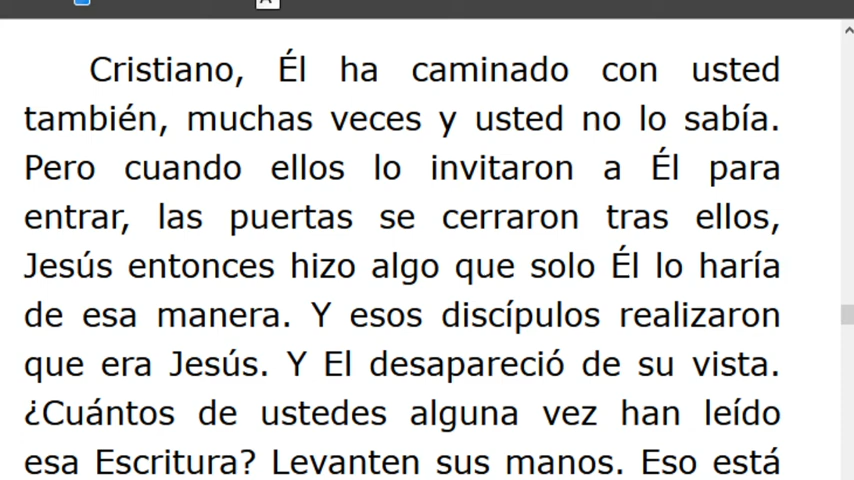 Cristiano, Él ha caminado con usted
también, muchas veces y usted no lo sabía.
Pero cuando ellos lo invitaron a Él para
entrar, las puertas se cerraron tras ellos,
Jesús entonces hizo algo que solo Él lo haría
de esa manera. Y esos discípulos realizaron
que era Jesús. Y El desapareció de su vista.
¿Cuántos de ustedes alguna vez han leído
esa Escritura? Levanten sus manos. Eso está